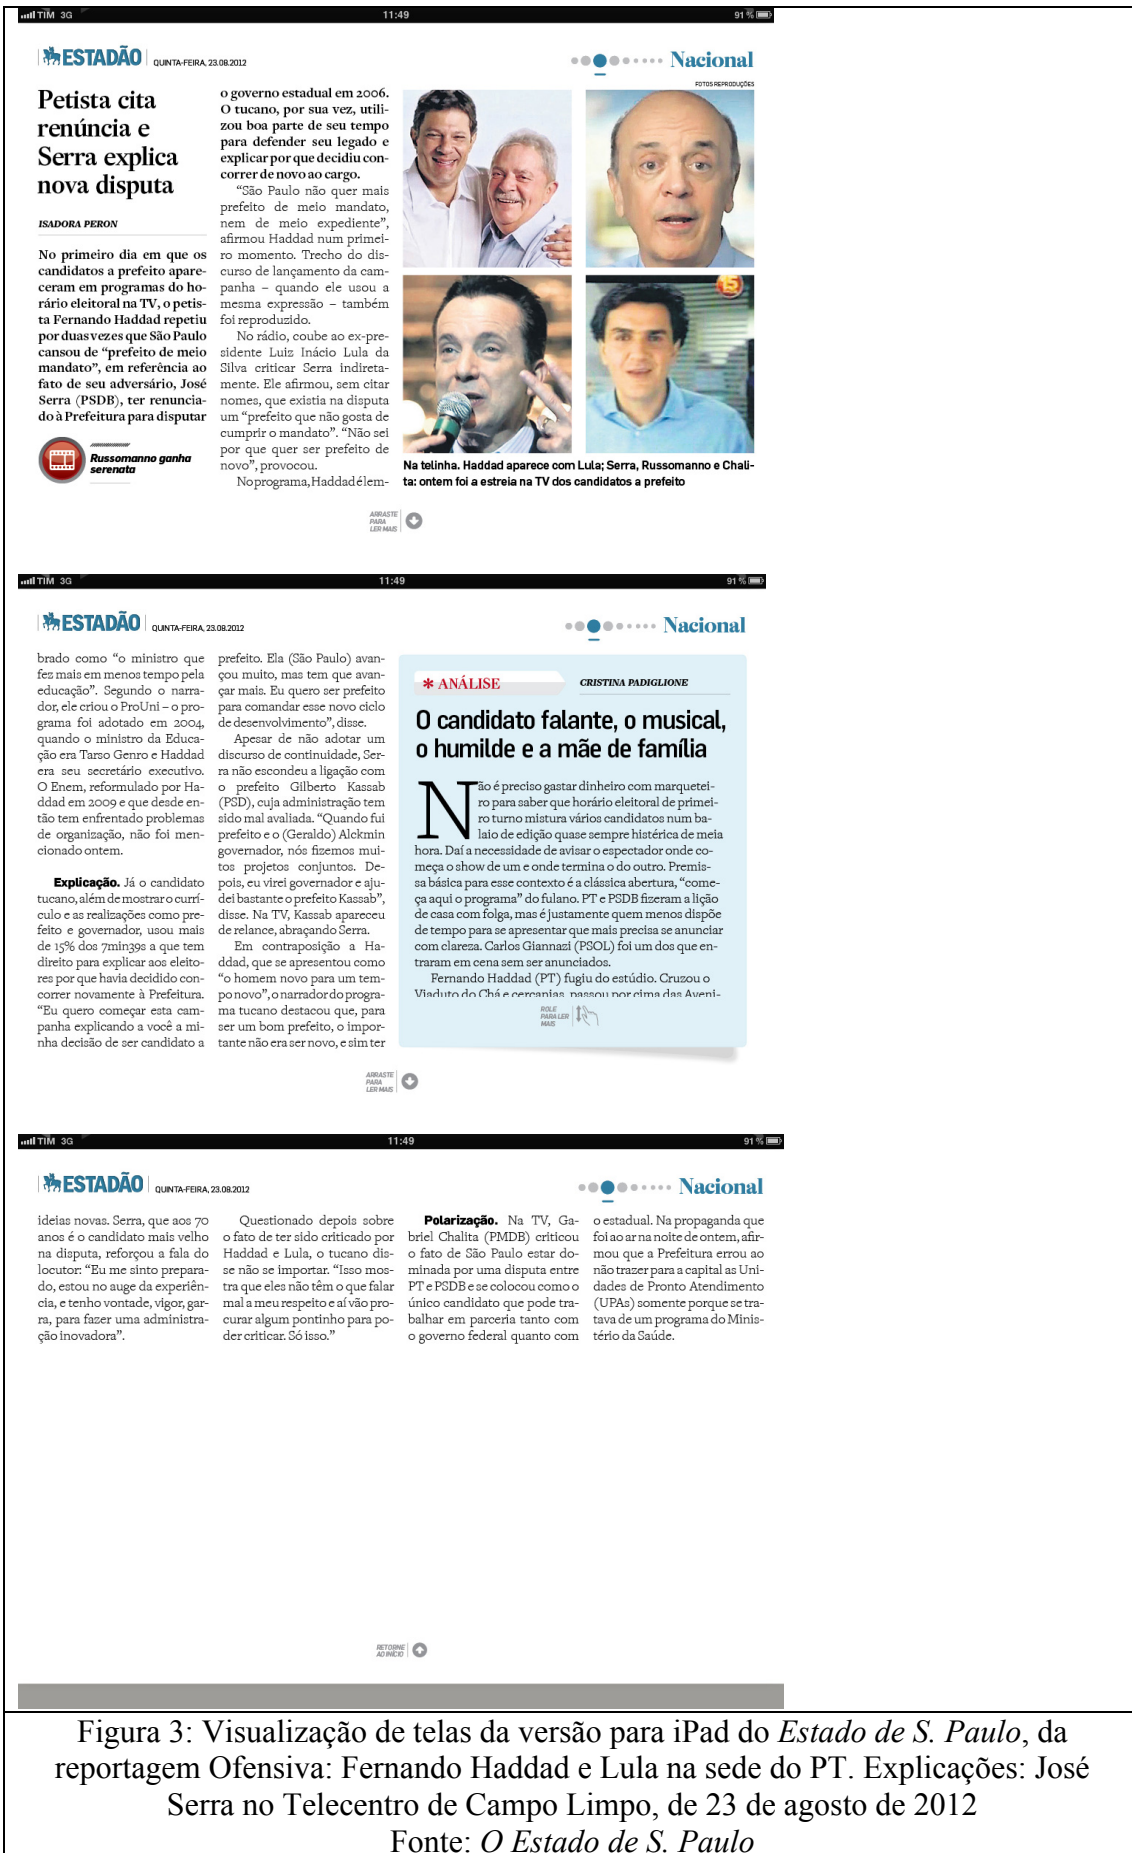 TIM 3G 11:49 91%
ESTADÃO QUINTA-FEIRA, 23.08.2012
Nacional
FOTOS REPRODUÇÕES
Petista cita
renúncia e
Serra explica
nova disputa
ISADORA PERON
No primeiro dia em que os
candidatos a prefeito apare-
ceram em programas do ho-
rário eleitoral na TV, o petis-
ta Fernando Haddad repetiu
por duas vezes que São Paulo
cansou de “prefeito de meio
mandato”, em referência ao
fato de seu adversário, José
Serra (PSDB), ter renuncia-
do à Prefeitura para disputar
Russomanno ganha
serenata
o governo estadual em 2006.
O tucano, por sua vez, utili-
zou boa parte de seu tempo
para defender seu legado e
explicar por que decidiu con-
correr de novo ao cargo.
“São Paulo não quer mais
prefeito de meio mandato,
nem de meio expediente”,
afirmou Haddad num primei-
ro momento. Trecho do dis-
curso de lançamento da cam-
panha – quando ele usou a
mesma expressão – também
foi reproduzido.
No rádio, coube ao ex-pre-
sidente Luiz Inácio Lula da
Silva criticar Serra indireta-
mente. Ele afirmou, sem citar
nomes, que existia na disputa
um “prefeito que não gosta de
cumprir o mandato”. “Não sei
por que quer ser prefeito de
novo”, provocou.
No programa, Haddad é lem-
15
Na telinha. Haddad aparece com Lula; Serra, Russomanno e Chali-
ta: ontem foi a estreia na TV dos candidatos a prefeito
ARRASTE
PARA
LER MAIS
TIM 3G 11:49 91%
ESTADÃO QUINTA-FEIRA, 23.08.2012
Nacional
brado como “o ministro que
fez mais em menos tempo pela
educação”. Segundo o narra-
dor, ele criou o ProUni – o pro-
grama foi adotado em 2004,
quando o ministro da Educa-
ção era Tarso Genro e Haddad
era seu secretário executivo.
O Enem, reformulado por Ha-
ddad em 2009 e que desde en-
tão tem enfrentado problemas
de organização, não foi men-
cionado ontem.
Explicação. Já o candidato
tucano, além de mostrar o currí-
culo e as realizações como pre-
feito e governador, usou mais
de 15% dos 7min39s a que tem
direito para explicar aos eleito-
res por que havia decidido con-
correr novamente à Prefeitura.
“Eu quero começar esta cam-
panha explicando a você a mi-
nha decisão de ser candidato a
prefeito. Ela (São Paulo) avan-
çou muito, mas tem que avan-
çar mais. Eu quero ser prefeito
para comandar esse novo ciclo
de desenvolvimento”, disse.
Apesar de não adotar um
discurso de continuidade, Ser-
ra não escondeu a ligação com
o prefeito Gilberto Kassab
(PSD), cuja administração tem
sido mal avaliada. “Quando fui
prefeito e o (Geraldo) Alckmin
governador, nós fizemos mui-
tos projetos conjuntos. De-
pois, eu virei governador e aju-
dei bastante o prefeito Kassab”,
disse. Na TV, Kassab apareceu
de relance, abraçando Serra.
Em contraposição a Ha-
ddad, que se apresentou como
“o homem novo para um tem-
po novo”, o narrador do progra-
ma tucano destacou que, para
ser um bom prefeito, o impor-
tante não era ser novo, e sim ter
* ANÁLISE
CRISTINA PADIGLIONE
O candidato falante, o musical,
o humilde e a mãe de família
Não é preciso gastar dinheiro com marquetei-
ro para saber que horário eleitoral de primei-
ro turno mistura vários candidatos num ba-
laio de edição quase sempre histérica de meia
hora. Daí a necessidade de avisar o espectador onde co-
meça o show de um e onde termina o do outro. Premis-
sa básica para esse contexto é a clássica abertura, “come-
ça aqui o programa” do fulano. PT e PSDB fizeram a lição
de casa com folga, mas é justamente quem menos dispõe
de tempo para se apresentar que mais precisa se anunciar
com clareza. Carlos Giannazi (PSOL) foi um dos que en-
traram em cena sem ser anunciados.
Fernando Haddad (PT) fugiu do estúdio. Cruzou o
Viaduto do Chá e cercanias, passou por cima das Aveni-
ROLE
PARA LER
MAIS
ARRASTE
PARA
LER MAIS
TIM 3G 11:49 91%
ESTADÃO QUINTA-FEIRA, 23.08.2012
Nacional
ideias novas. Serra, que aos 70
anos é o candidato mais velho
na disputa, reforçou a fala do
locutor: “Eu me sinto prepara-
do, estou no auge da experiên-
cia, e tenho vontade, vigor, gar-
ra, para fazer uma administra-
ção inovadora”.
Questionado depois sobre
o fato de ter sido criticado por
Haddad e Lula, o tucano dis-
se não se importar. “Isso mos-
tra que eles não têm o que falar
mal a meu respeito e aí vão pro-
curar algum pontinho para po-
der criticar. Só isso.”
Polarização. Na TV, Ga-
briel Chalita (PMDB) criticou
o fato de São Paulo estar do-
minada por uma disputa entre
PT e PSDB e se colocou como o
único candidato que pode tra-
balhar em parceria tanto com
o governo federal quanto com
o estadual. Na propaganda que
foi ao ar na noite de ontem, afir-
mou que a Prefeitura errou ao
não trazer para a capital as Uni-
dades de Pronto Atendimento
(UPAs) somente porque se tra-
tava de um programa do Minis-
tério da Saúde.
RETORNE
AO INÍCIO
Figura 3: Visualização de telas da versão para iPad do Estado de S. Paulo, da
reportagem Ofensiva: Fernando Haddad e Lula na sede do PT. Explicações: José
Serra no Telecentro de Campo Limpo, de 23 de agosto de 2012
Fonte: O Estado de S. Paulo